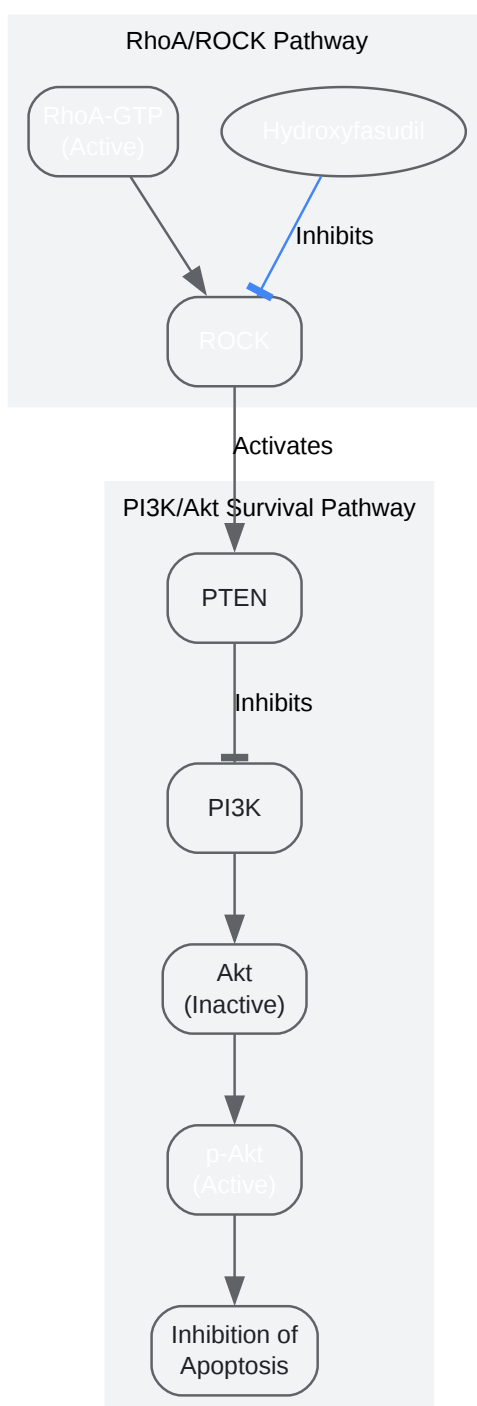 RhoA/ROCK Pathway
RhoA-GTP
(Active)
Hydroxyfasudil
Inhibits
ROCK
Activates
PI3K/Akt Survival Pathway
PTEN
Inhibits
PI3K
Akt
(Inactive)
p-Akt
(Active)
Inhibition of
Apoptosis